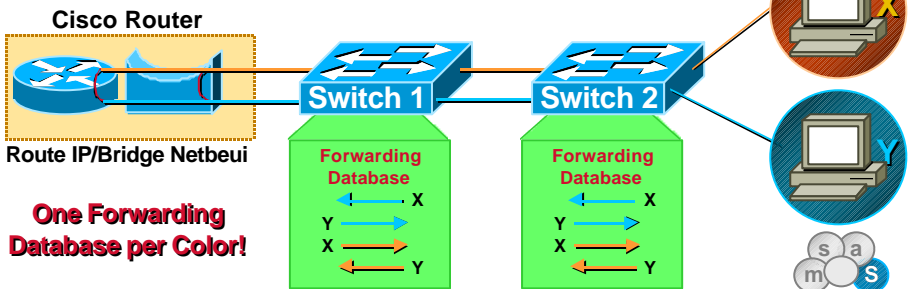 Cisco Router
X
Switch 1
Switch 2
Route IP/Bridge Netbeui
Y
Forwarding
Database
X
Y
X
Y
Forwarding
Database
X
Y
X
Y
One Forwarding
Database per Color!
s a
m S